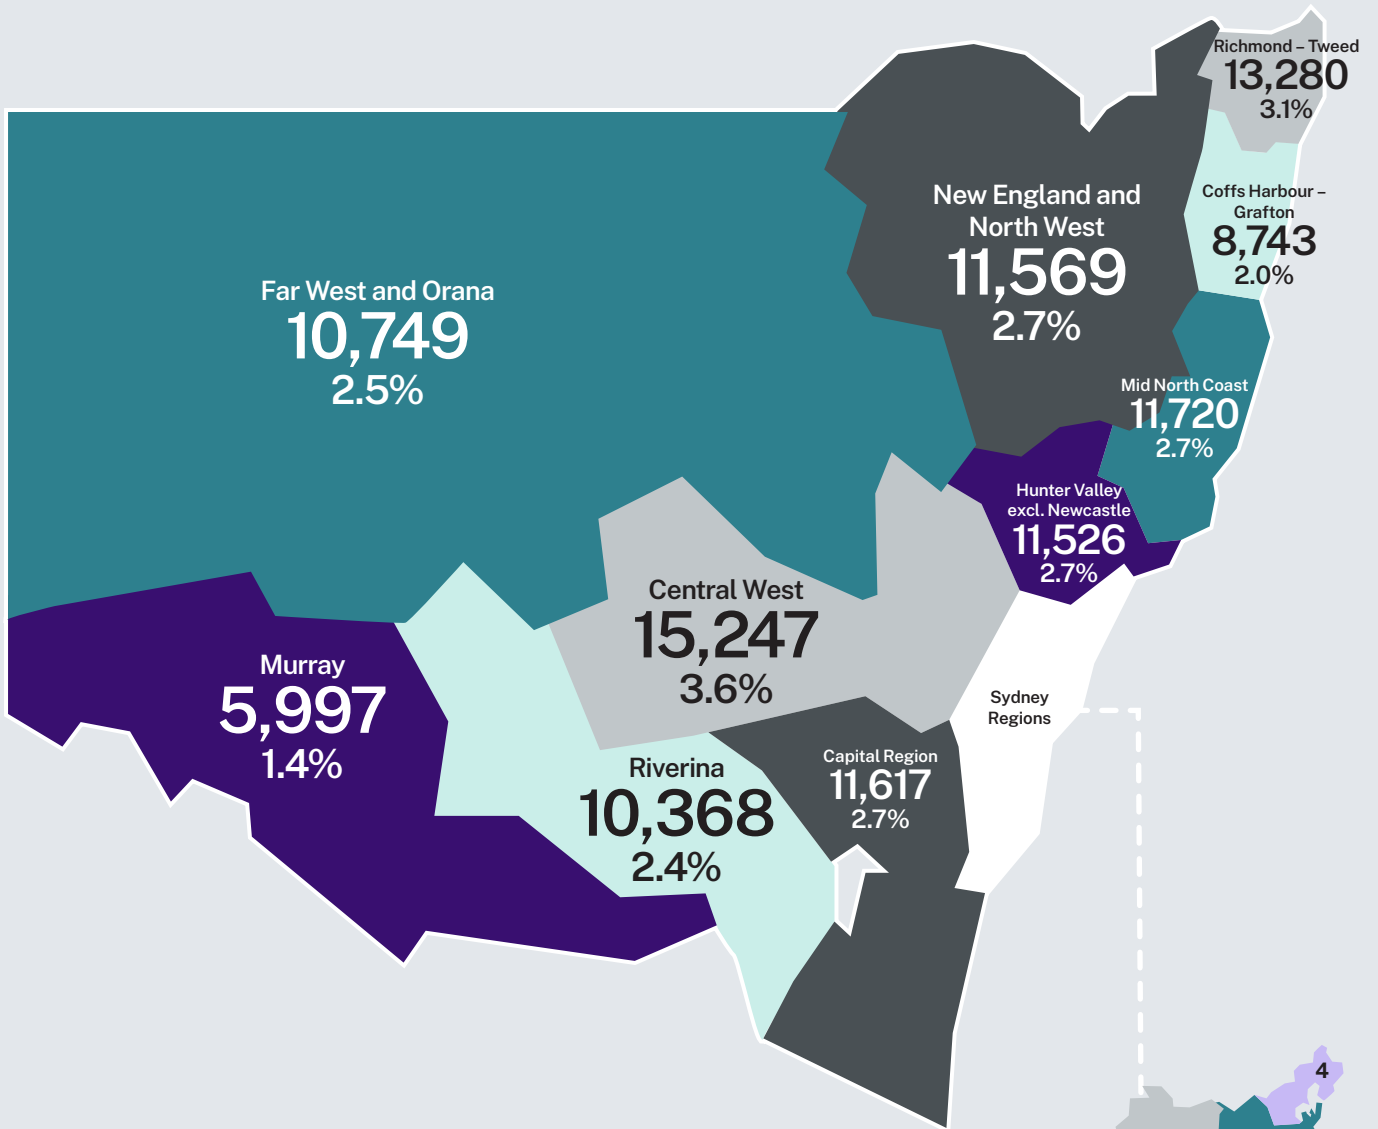 Richmond – Tweed
13,280
3.1%
Coffs Harbour –
Grafton
8,743
2.0%
New England and
North West
11,569
2.7%
Far West and Orana
10,749
2.5%
Mid North Coast
11,720
2.7%
Hunter Valley
excl. Newcastle
11,526
2.7%
Central West
15,247
3.6%
Murray
5,997
1.4%
Sydney
Regions
Riverina
10,368
2.4%
Capital Region
11,617
2.7%
4